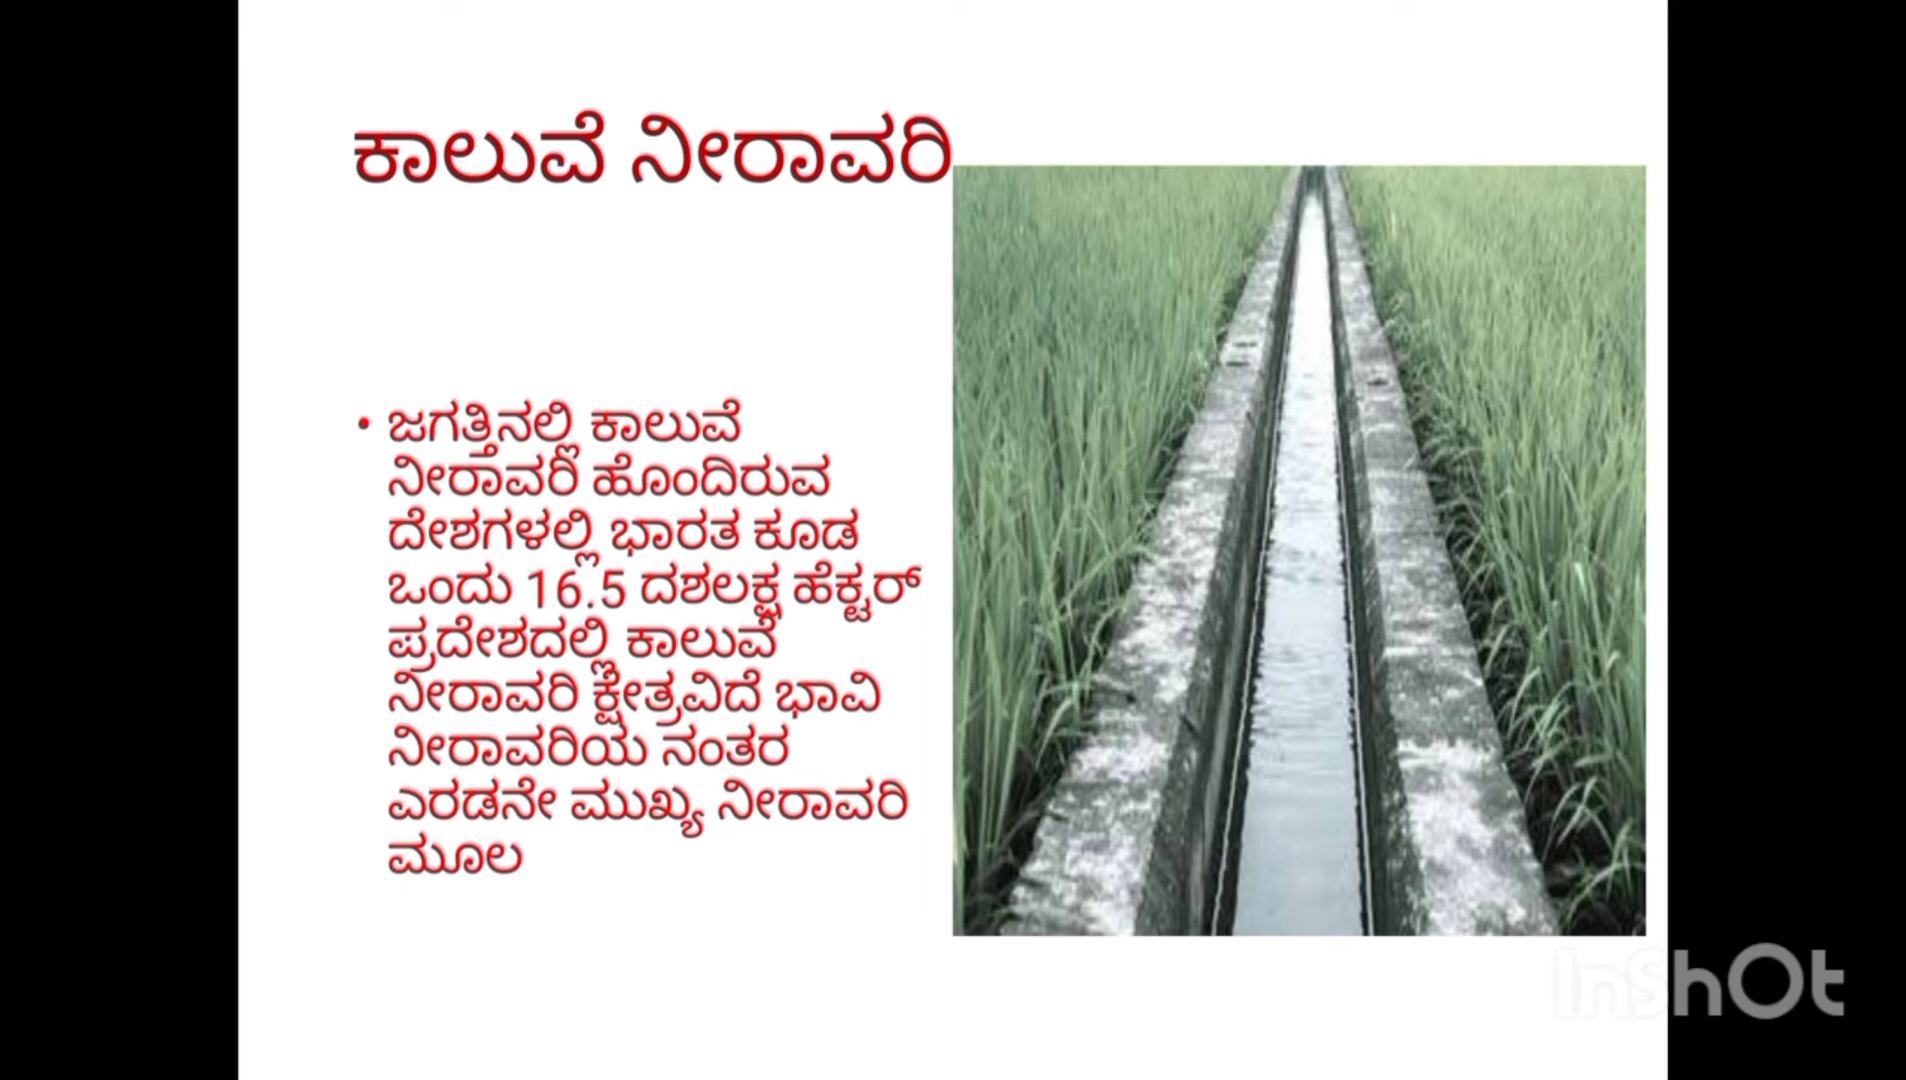 ಕಾಲುವೆ ನೀರಾವರಿ
• ಜಗತ್ತಿನಲ್ಲಿ ಕಾಲುವೆ
ನೀರಾವರಿ ಹೊಂದಿರುವ
ದೇಶಗಳಲ್ಲಿ ಭಾರತ ಕೂಡ
ಒಂದು 16.5 ದಶಲಕ್ಷ ಹೆಕ್ಟರ್
ಪ್ರದೇಶದಲ್ಲಿ ಕಾಲುವೆ
ನೀರಾವರಿ ಕ್ಷೇತ್ರವಿದೆ ಭಾವಿ
ನೀರಾವರಿಯ ನಂತರ
ಎರಡನೇ ಮುಖ್ಯ ನೀರಾವರಿ
ಮೂಲ
InShOt